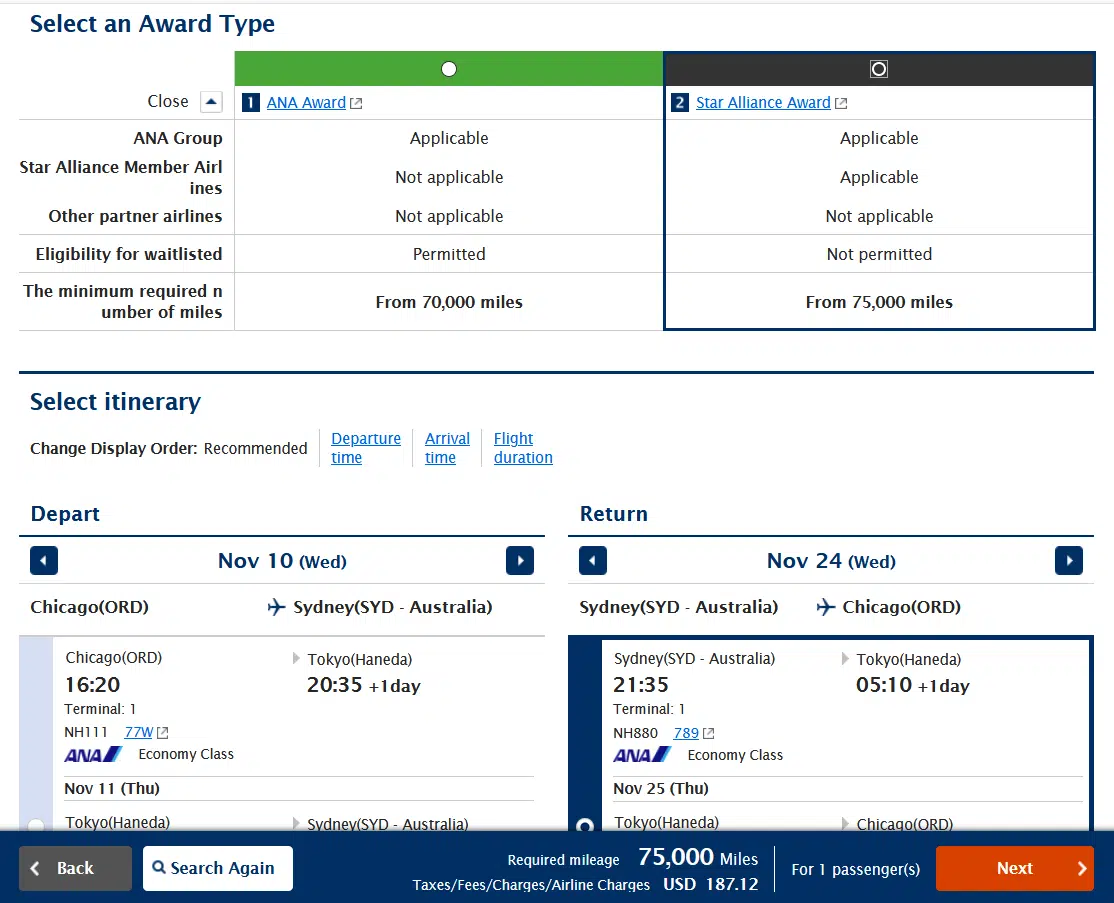 Select an Award Type
Close
1 ANA Award
2 Star Alliance Award
ANA Group Applicable Applicable
Star Alliance Member Airl
ines
Not applicable Applicable
Other partner airlines Not applicable Not applicable
Eligibility for waitlisted Permitted Not permitted
The minimum required n
umber of miles
From 70,000 miles From 75,000 miles
Select itinerary
Change Display Order: Recommended
Departure
time
Arrival
time
Flight
duration
Depart
Nov 10 (Wed)
Chicago(ORD) Sydney(SYD - Australia)
Chicago(ORD) Tokyo(Haneda)
16:20 20:35 +1day
Terminal: 1
NH111 77W
ANA Economy Class
Nov 11 (Thu)
Tokyo(Haneda) Sydney(SYD - Australia)
Return
Nov 24 (Wed)
Sydney(SYD - Australia) Chicago(ORD)
Sydney(SYD - Australia) Tokyo(Haneda)
21:35 05:10 +1day
Terminal: 1
NH880 789
ANA Economy Class
Nov 25 (Thu)
Tokyo(Haneda) Chicago(ORD)
Back
Search Again
Required mileage 75,000 Miles
Taxes/Fees/Charges/Airline Charges USD 187.12
For 1 passenger(s)
Next